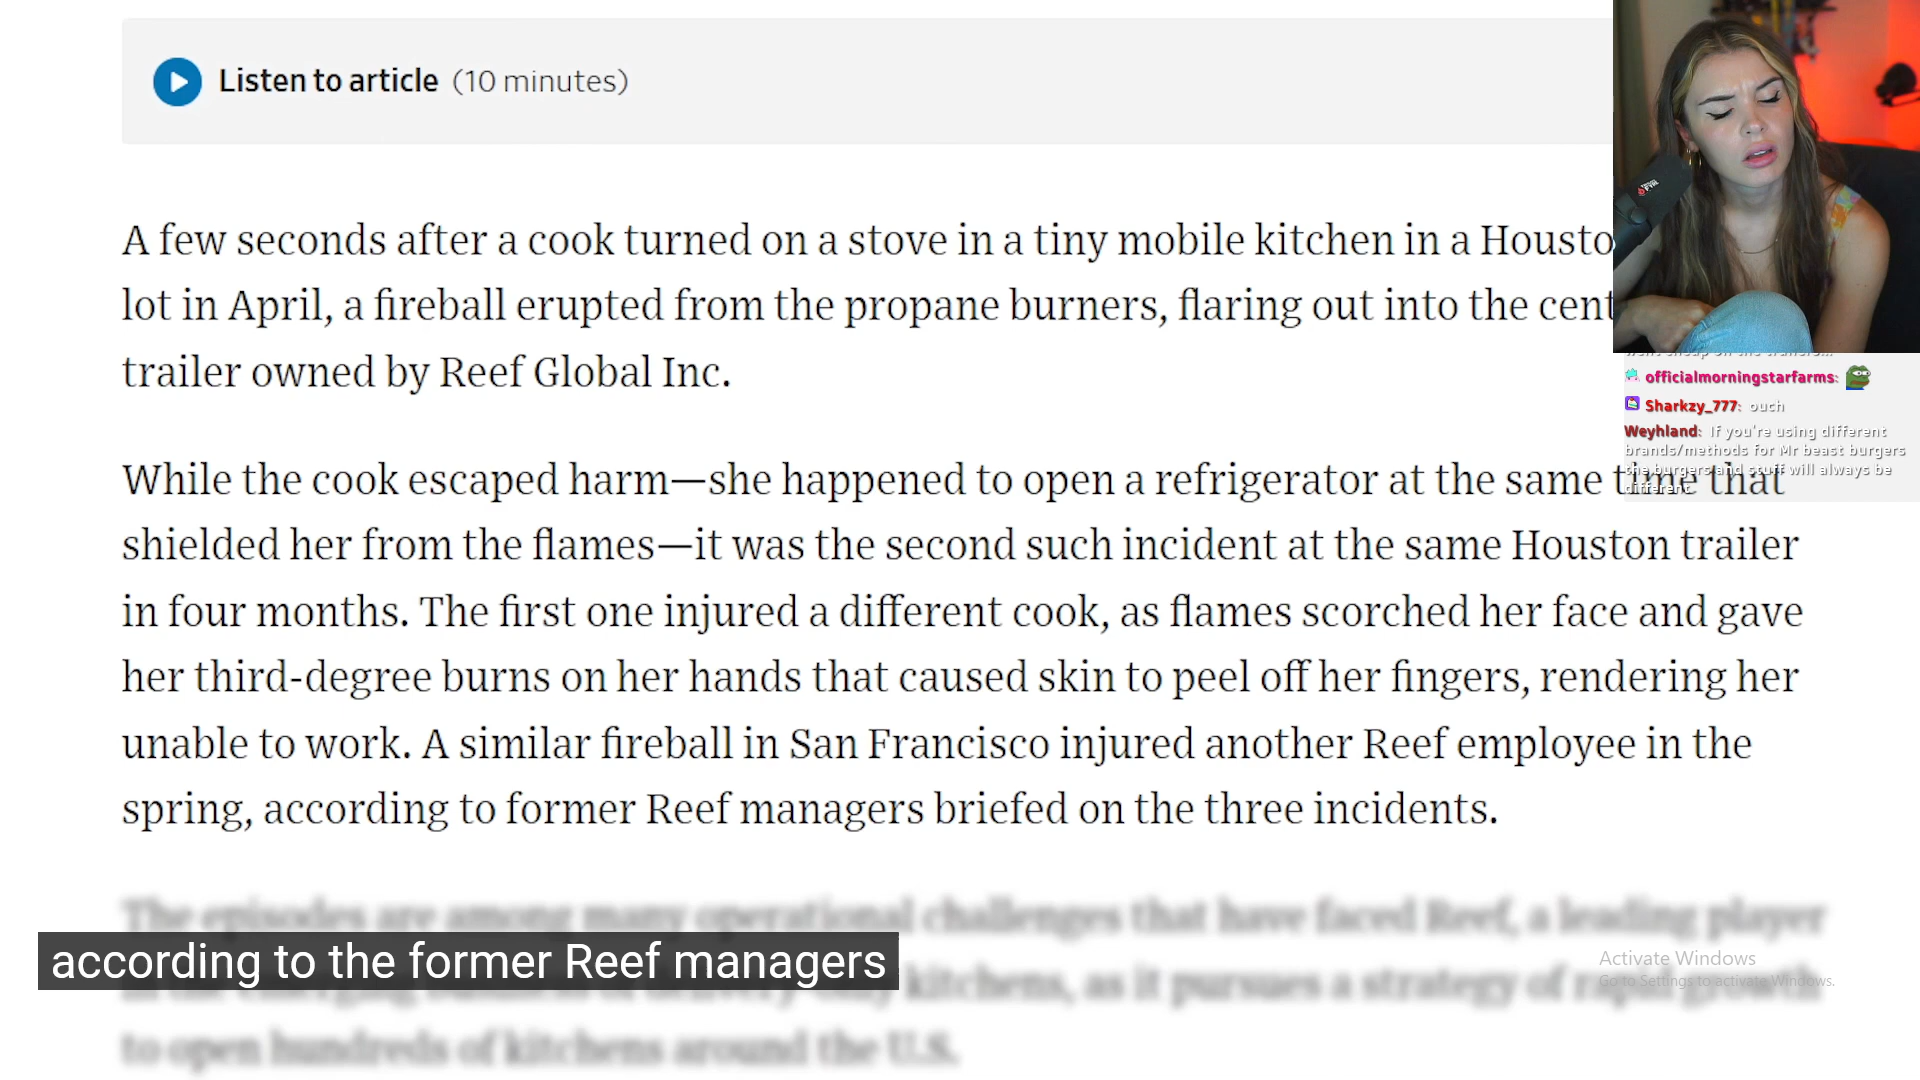 Listen to article (10 minutes)
A few seconds after a cook turned on a stove in a tiny mobile kitchen in a Housto
lot in April, a fireball erupted from the propane burners, flaring out into the cent
trailer owned by Reef Global Inc.
While the cook escaped harm—she happened to open a refrigerator at the same time that
shielded her from the flames—it was the second such incident at the same Houston trailer
in four months. The first one injured a different cook, as flames scorched her face and gave
her third-degree burns on her hands that caused skin to peel off her fingers, rendering her
unable to work. A similar fireball in San Francisco injured another Reef employee in the
spring, according to former Reef managers briefed on the three incidents.
The episodes are among many operational challenges that have faced Reef, a leading player
kitchens, as it pursues a strategy of rapid growth
to open hundreds of kitchens around the U.S.
according to the former Reef managers
officialmorningstarfarms:
Sharkzy_777: ouch
Weyhland: If you're using different
brands/methods for Mr beast burgers
the burgers and stuff will always be
different
Activate Windows
Go to Settings to activate Windows.